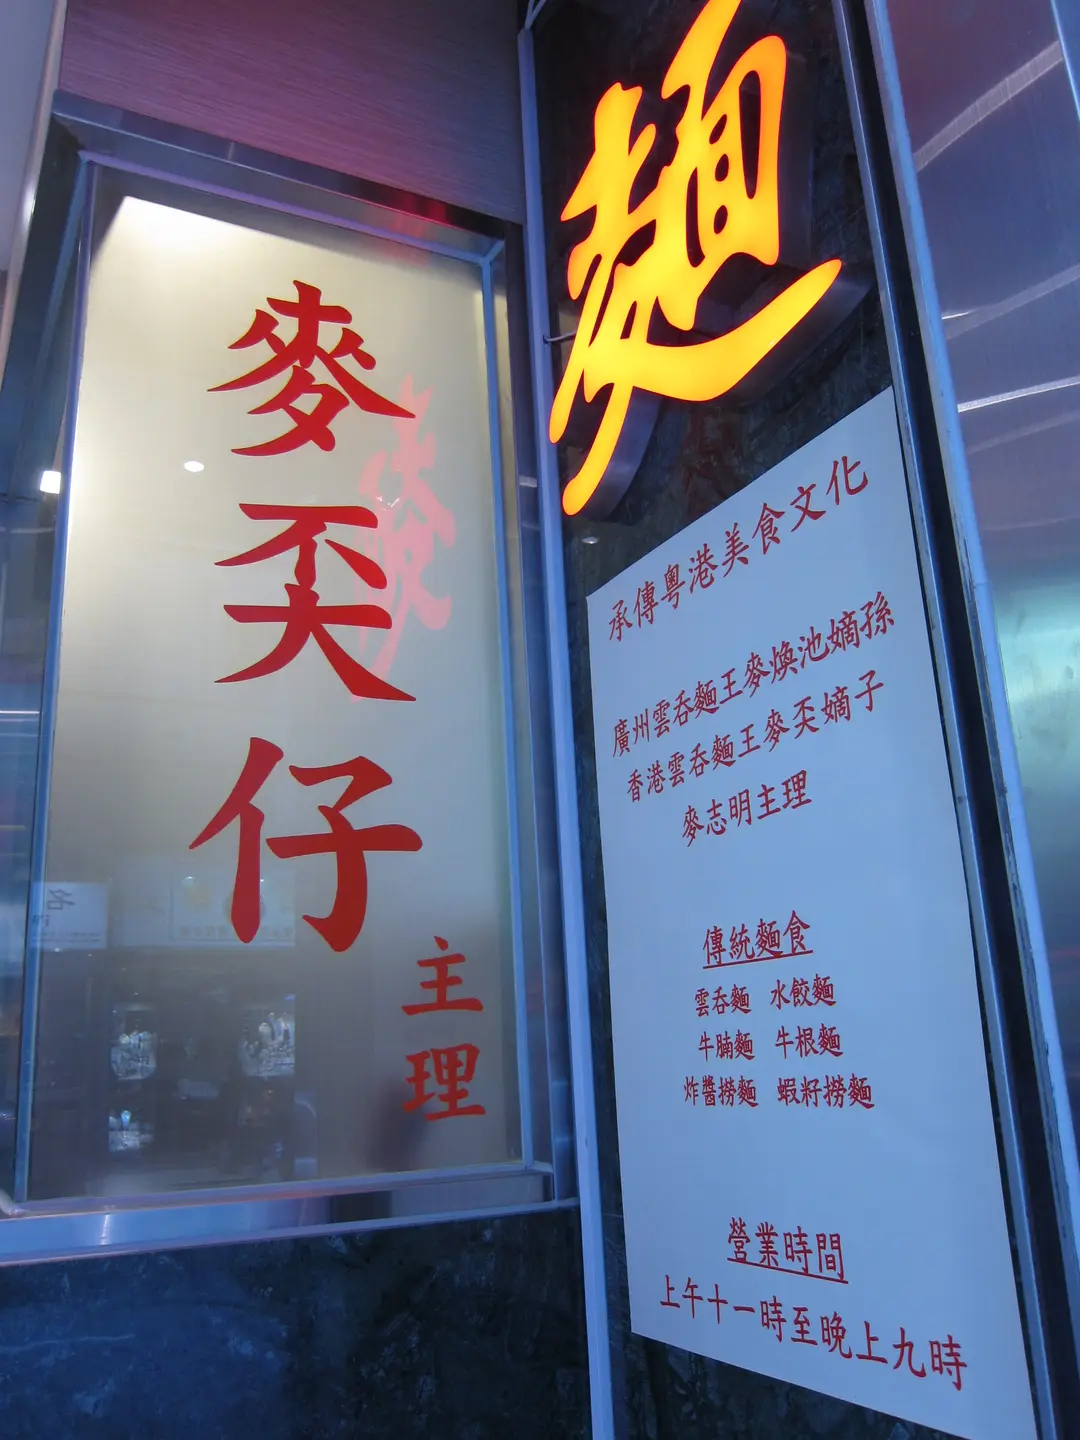 麵
麥奀仔
主理
承傳粵港美食文化
廣州雲吞麵王麥煥池嫡孫
香港雲吞麵王麥奀嫡子
麥志明主理
傳統麵食
雲吞麵 水餃麵
牛腩麵 牛根麵
炸醬撈麵 蝦籽撈麵
營業時間
上午十一時至晚上九時